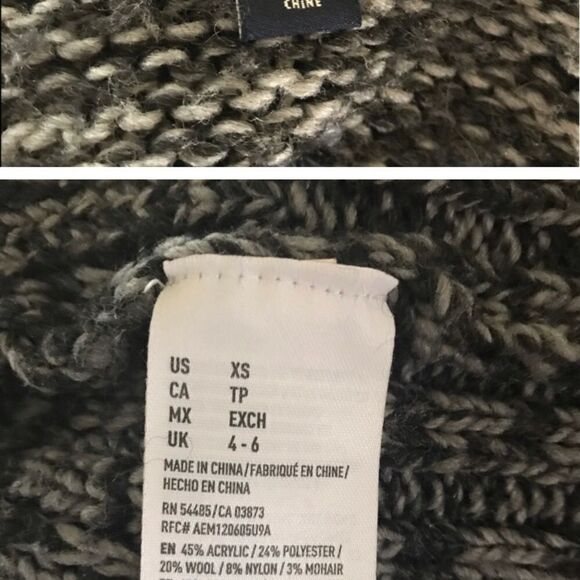 CHINE
US XS
CA TP
MX EXCH
UK 4 - 6
MADE IN CHINA/FABRIQUÉ EN CHINE/
HECHO EN CHINA
RN 54485/CA 03873
RFC# AEM120605U9A
EN 45% ACRYLIC / 24% POLYESTER /
20% WOOL / 8% NYLON / 3% MOHAIR